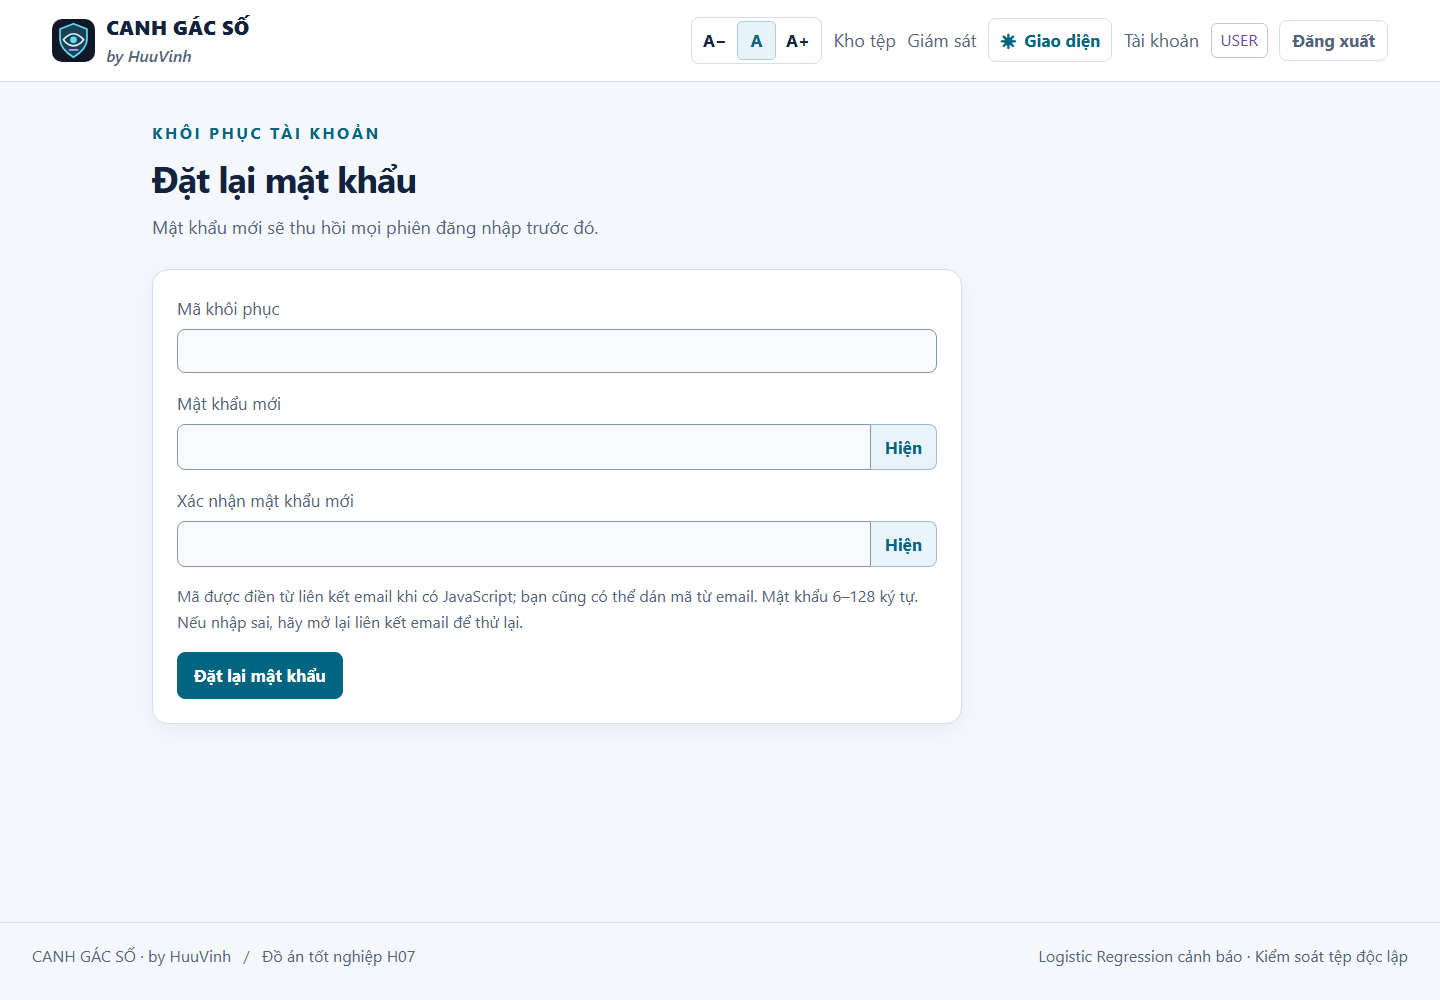 CANH GÁC SỐ
by HuuVinh
A− A A+ Kho tệp Giám sát Giao diện Tài khoản USER Đăng xuất
KHÔI PHỤC TÀI KHOẢN
Đặt lại mật khẩu
Mật khẩu mới sẽ thu hồi mọi phiên đăng nhập trước đó.
Mã khôi phục
Mật khẩu mới
Hiện
Xác nhận mật khẩu mới
Hiện
Mã được điền từ liên kết email khi có JavaScript; bạn cũng có thể dán mã từ email. Mật khẩu 6–128 ký tự.
Nếu nhập sai, hãy mở lại liên kết email để thử lại.
Đặt lại mật khẩu
CANH GÁC SỐ · by HuuVinh / Đồ án tốt nghiệp H07
Logistic Regression cảnh báo · Kiểm soát tệp độc lập